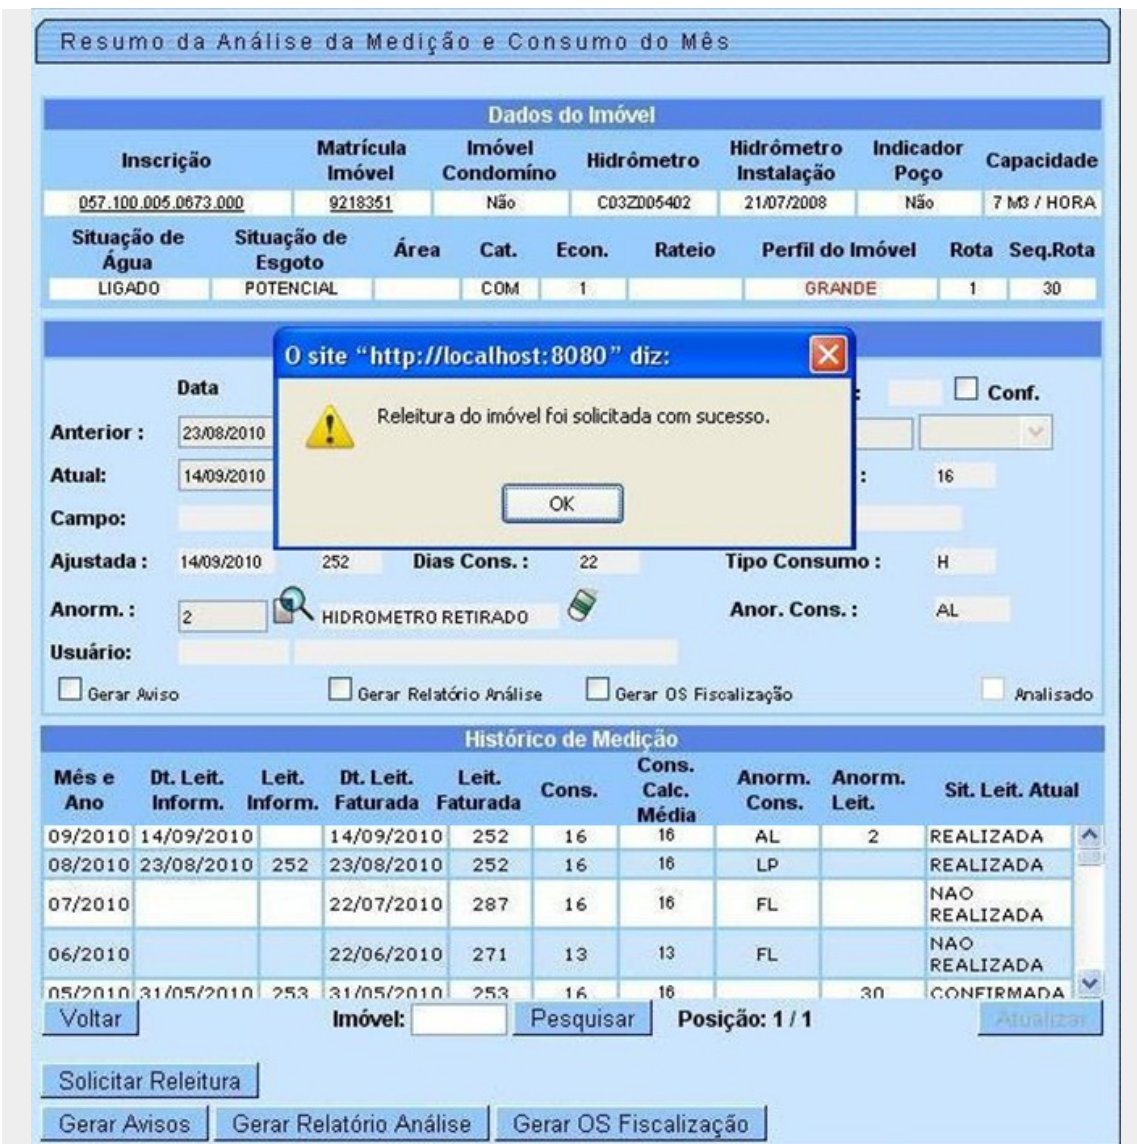 Resumo da Análise da Medição e Consumo do Mês
Dados do Imóvel
Inscrição Matrícula Imóvel Imóvel Condomíno Hidrômetro Hidrômetro Instalação Indicador Poço Capacidade
057.100.005.0673.000 9218351 Não C03Z005402 21/07/2008 Não 7 M3 / HORA
Situação de Água Situação de Esgoto Área Cat. Econ. Rateio Perfil do Imóvel Rota Seq.Rota
LIGADO POTENCIAL COM 1 GRANDE 1 30
O site "http://localhost:8080" diz:
Releitura do imóvel foi solicitada com sucesso.
OK
Data : Conf.
Anterior : 23/08/2010
Atual: 14/09/2010 : 16
Campo:
Ajustada : 14/09/2010 252 Dias Cons. : 22 Tipo Consumo : H
Anorm. : 2 HIDROMETRO RETIRADO Anor. Cons. : AL
Usuário:
Gerar Aviso Gerar Relatório Análise Gerar OS Fiscalização Analisado
Histórico de Medição
Mês e Ano Dt. Leit. Inform. Leit. Inform. Dt. Leit. Faturada Leit. Faturada Cons. Cons. Calc. Média Anorm. Cons. Anorm. Leit. Sit. Leit. Atual
09/2010 14/09/2010 14/09/2010 252 16 16 AL 2 REALIZADA
08/2010 23/08/2010 252 23/08/2010 252 16 16 LP REALIZADA
07/2010 22/07/2010 287 16 16 FL NAO REALIZADA
06/2010 22/06/2010 271 13 13 FL NAO REALIZADA
05/2010 31/05/2010 253 31/05/2010 253 16 16 30 CONFIRMADA
Voltar Imóvel: Pesquisar Posição: 1 / 1 Atualizar
Solicitar Releitura
Gerar Avisos Gerar Relatório Análise Gerar OS Fiscalização